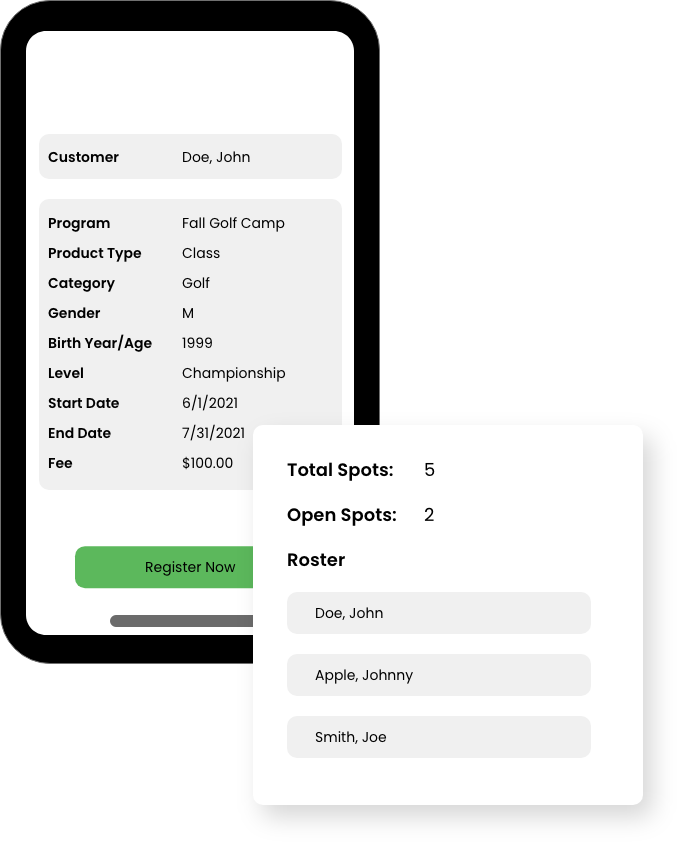 Customer Doe, John
Program Fall Golf Camp
Product Type Class
Category Golf
Gender M
Birth Year/Age 1999
Level Championship
Start Date 6/1/2021
End Date 7/31/2021
Fee $100.00
Register Now
Total Spots: 5
Open Spots: 2
Roster
Doe, John
Apple, Johnny
Smith, Joe